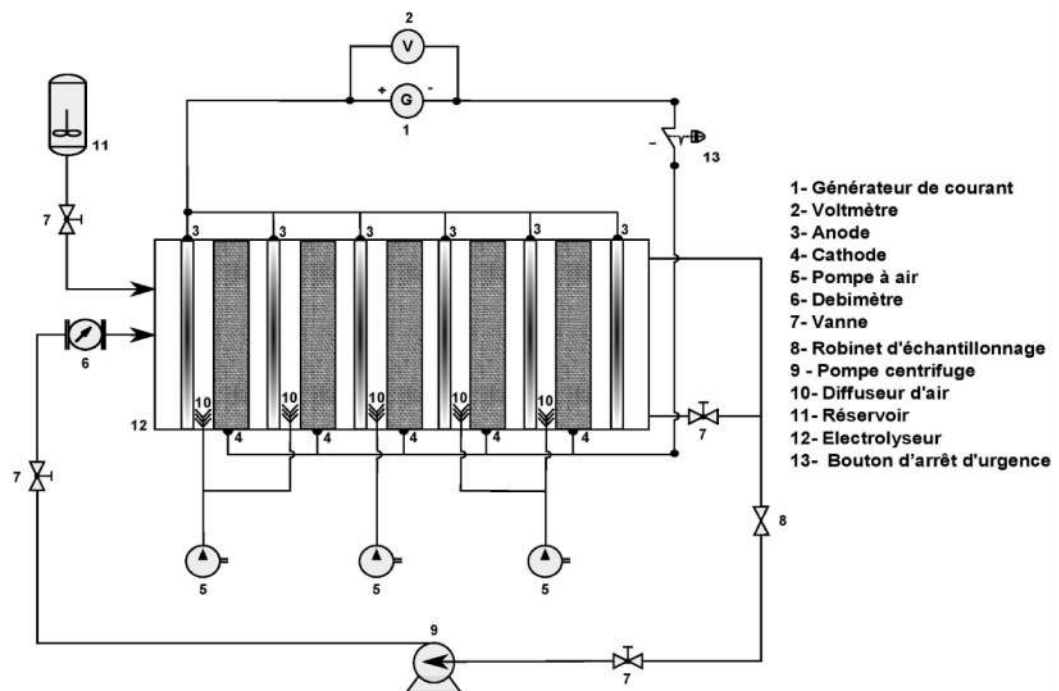 2
V
+ G -
1
11
13
7
3 3 3 3 3 3
6
10 10 10 10 10
12
4 4 4 4 4
7
7
8
5 5 5
9
7
1- Générateur de courant
2- Voltmètre
3- Anode
4- Cathode
5- Pompe à air
6- Debimètre
7- Vanne
8- Robinet d'échantillonnage
9 - Pompe centrifuge
10- Diffuseur d'air
11- Réservoir
12- Electrolyseur
13- Bouton d’arrêt d'urgence